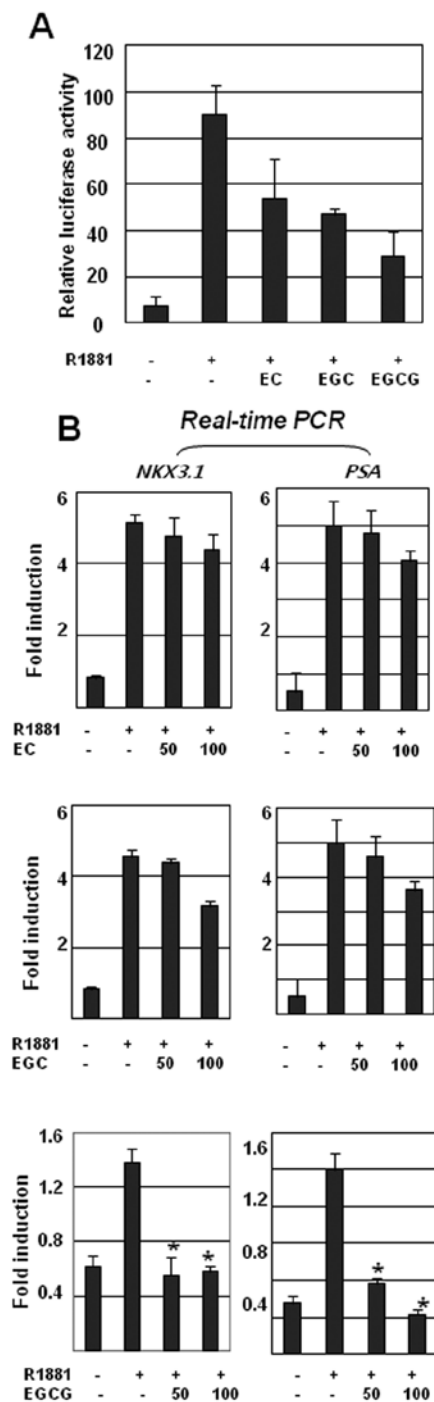 A
Relative luciferase activity
120
100
80
60
40
20
0
R1881 - + + + +
- - EC EGC EGCG
B
Real-time PCR
NKX3.1 PSA
Fold induction
6
4
2
6
4
2
R1881 - + + + - + + +
EC - - 50 100 - - 50 100
Fold induction
6
4
2
6
4
2
R1881 - + + + - + + +
EGC - - 50 100 - - 50 100
Fold induction
1.6
1.2
0.8
0.4
* *
1.6
1.2
0.8
0.4
* *
R1881 - + + + - + + +
EGCG - - 50 100 - - 50 100